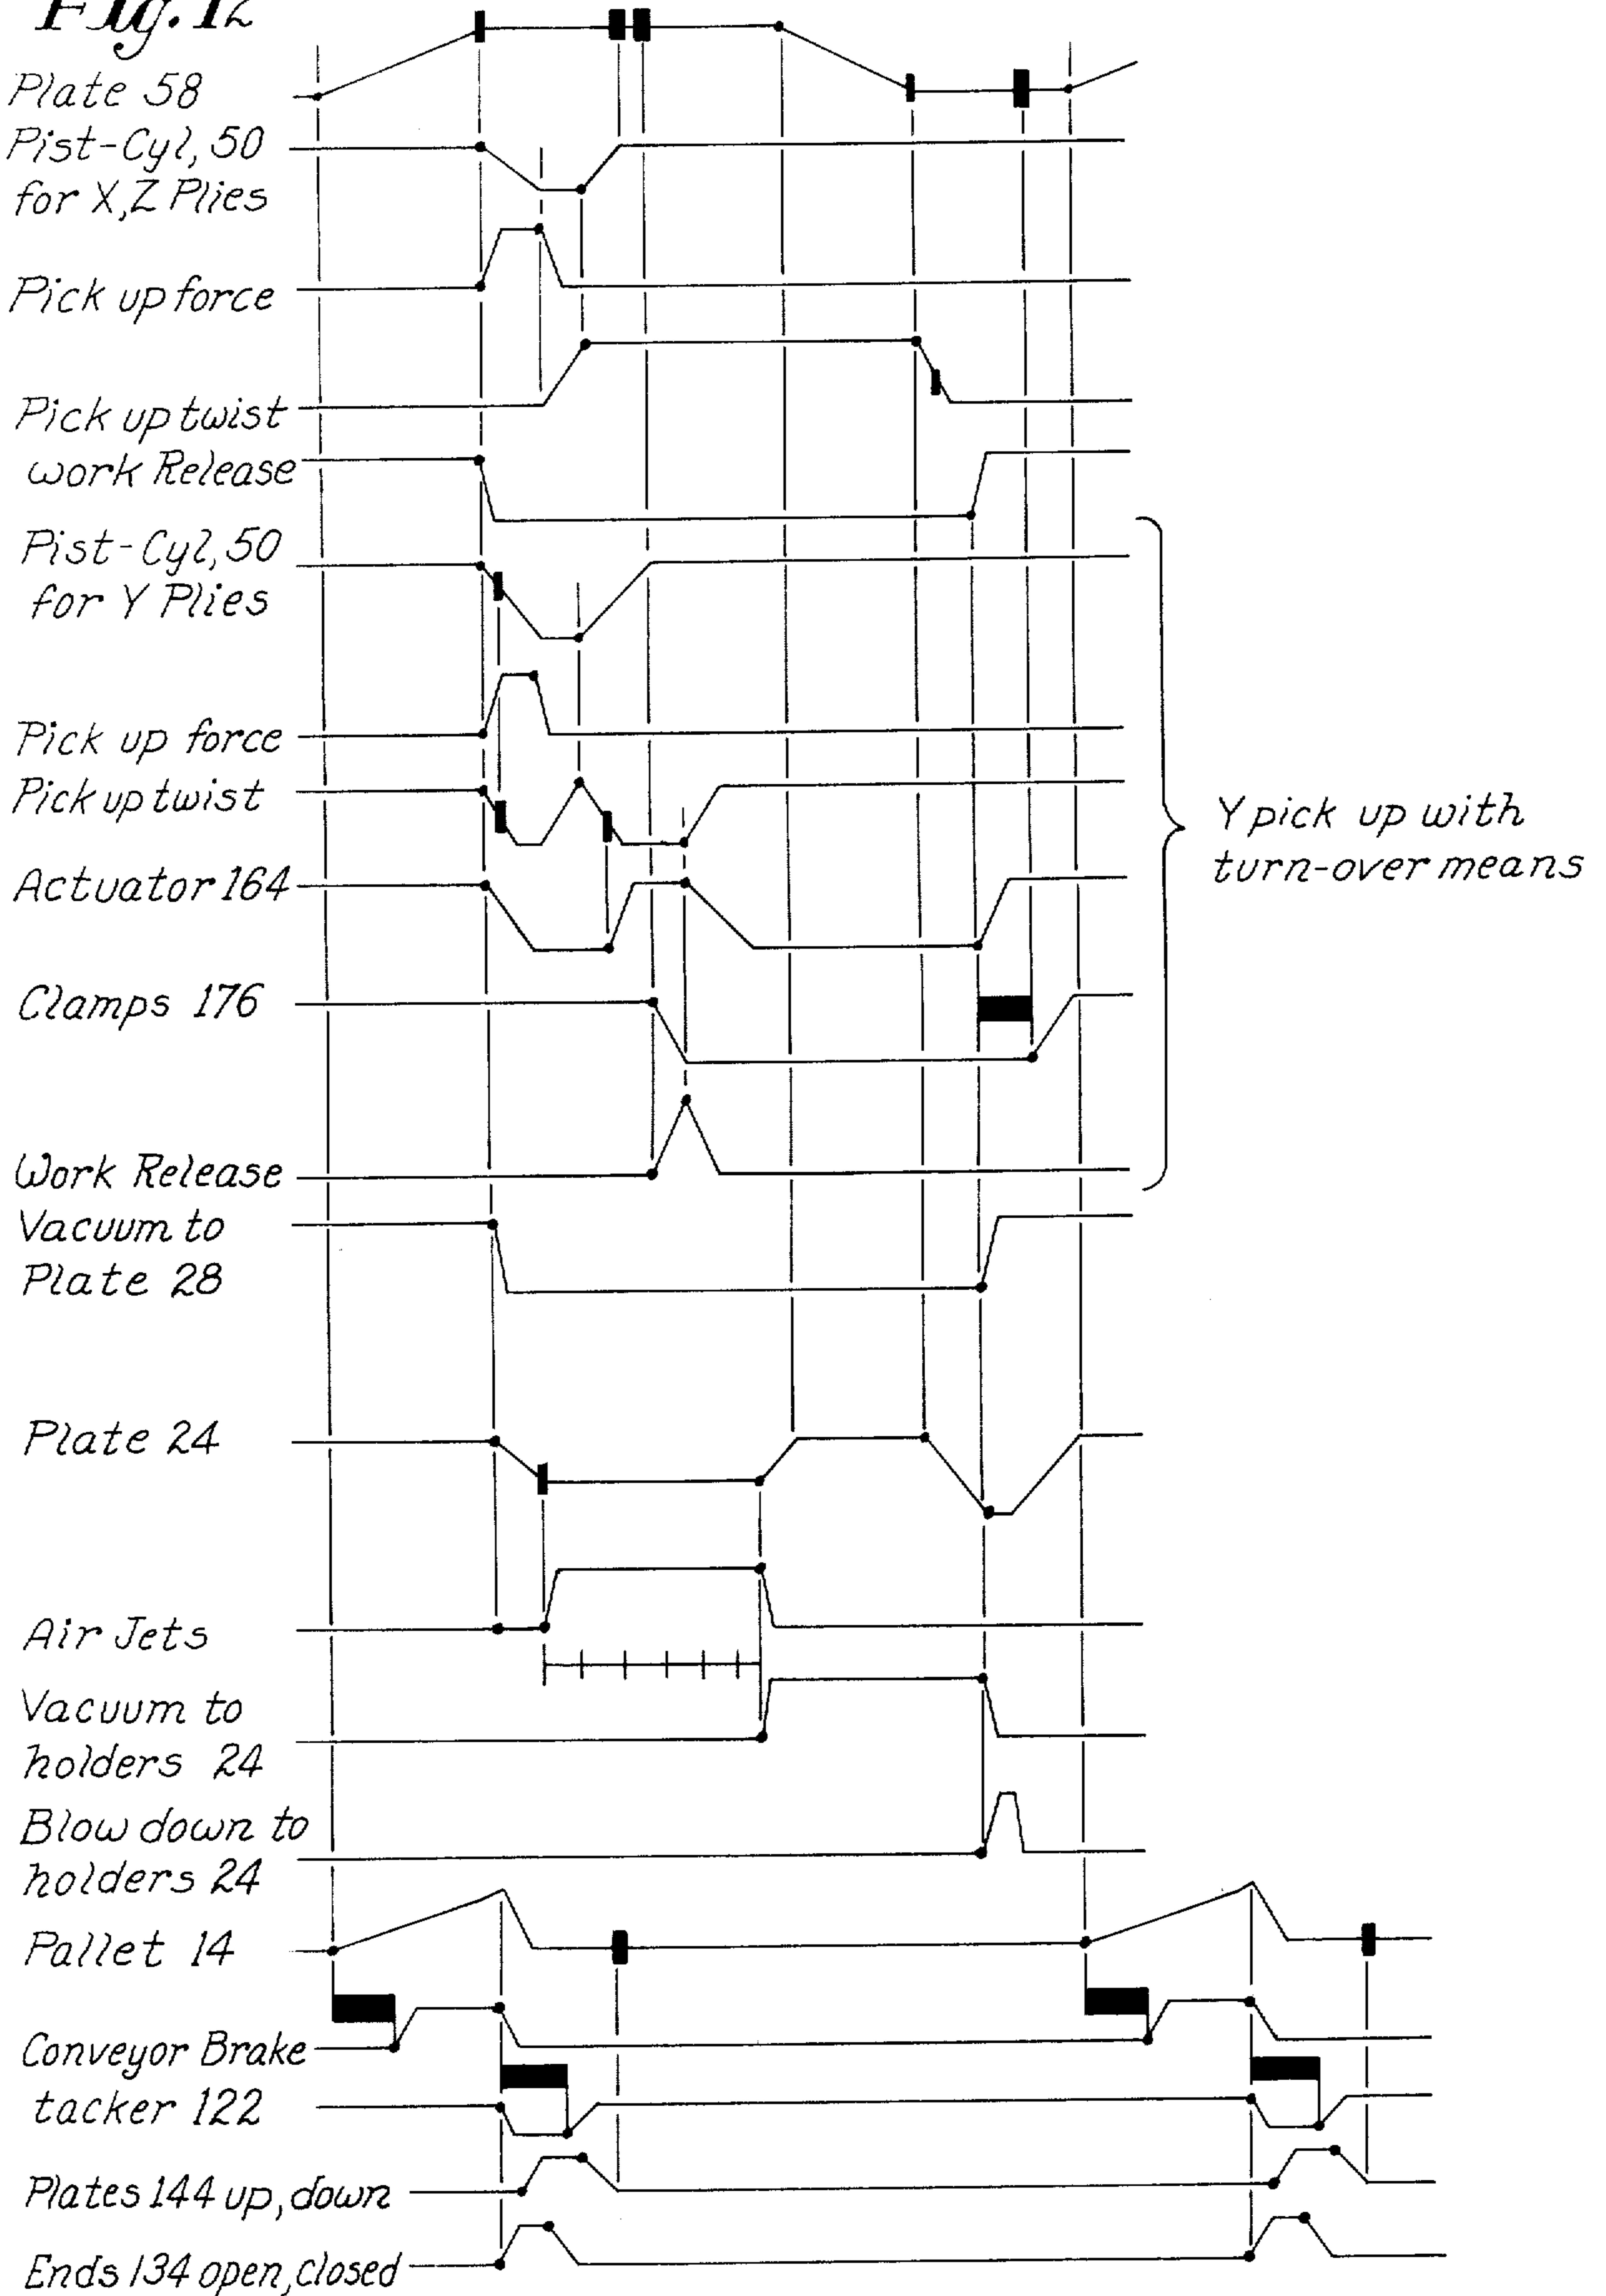 Fig. 12
Plate 58
Pist-Cyl, 50
for X,Z Plies
Pick up force
Pick up twist
work Release
Pist-Cyl, 50
for Y Plies
Pick up force
Pick up twist
Actuator 164
Y pick up with
turn-over means
Clamps 176
Work Release
Vacuum to
Plate 28
Plate 24
Air Jets
Vacuum to
holders 24
Blow down to
holders 24
Pallet 14
Conveyor Brake
tacker 122
Plates 144 up, down
Ends 134 open, closed